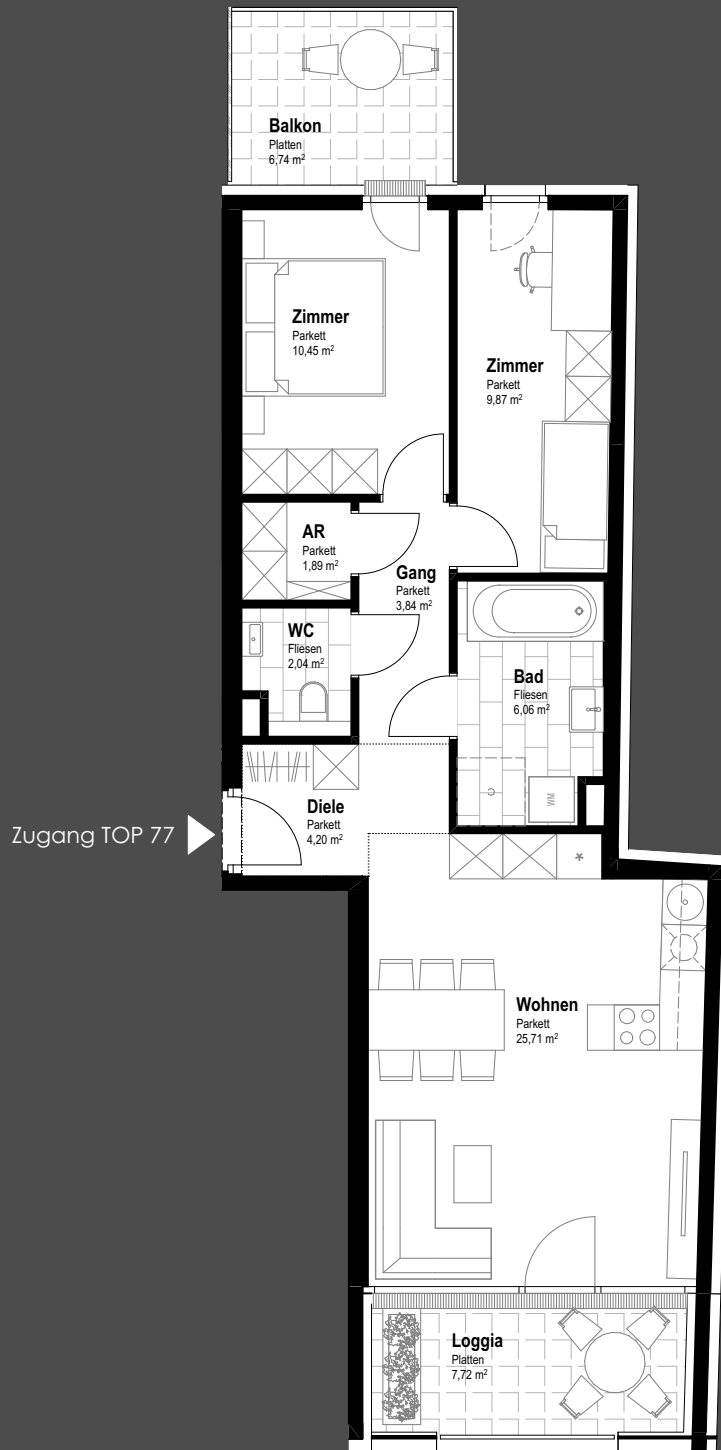 Balkon
Platten
6,74 m²
Zimmer
Parkett
10,45 m²
Zimmer
Parkett
9,87 m²
AR
Parkett
1,89 m²
Gang
Parkett
3,84 m²
WC
Fliesen
2,04 m²
Bad
Fliesen
6,06 m²
WM
Diele
Parkett
4,20 m²
Zugang TOP 77
*
Wohnen
Parkett
25,71 m²
Loggia
Platten
7,72 m²